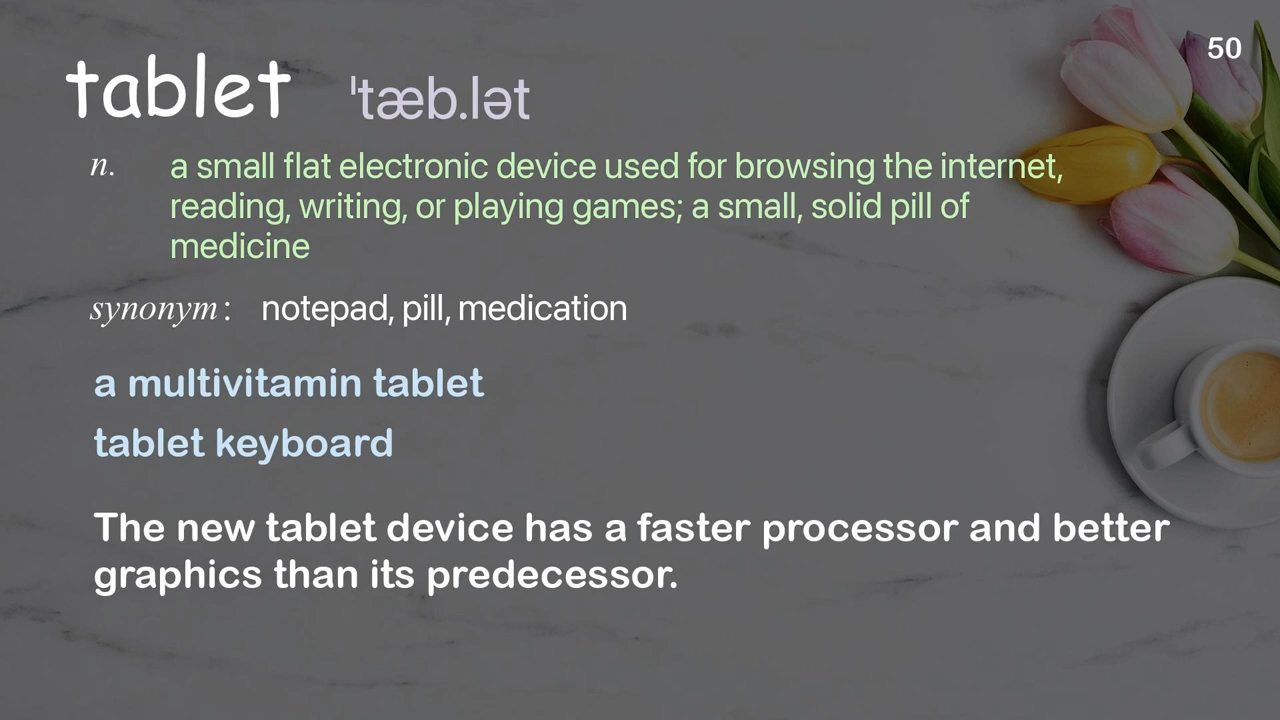 50
tablet ˈtæb.lət
n. a small flat electronic device used for browsing the internet,
reading, writing, or playing games; a small, solid pill of
medicine
synonym: notepad, pill, medication
a multivitamin tablet
tablet keyboard
The new tablet device has a faster processor and better
graphics than its predecessor.